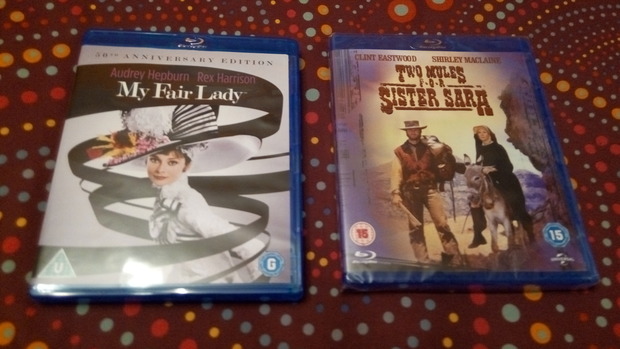 50TH ANNIVERSARY EDITION
Audrey Hepburn Rex Harrison
My Fair Lady
U
G
CLINT EASTWOOD SHIRLEY MACLAINE
TWO MULES
FOR
SISTER SARA
15
15